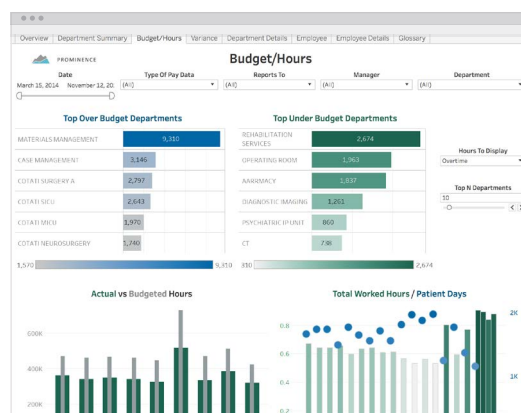 Overview Department Summary Budget/Hours Variance Department Details Employee Employee Details Glossary
PROMINENCE
Budget/Hours
Date Type Of Pay Data Reports To Manager Department
March 15, 2014 November 12, 20. (All) (All) (All) (All)
Top Over Budget Departments
MATERIALS MANAGEMENT 9,310
CASE MANAGEMENT 3,146
COTATI SURGERY A 2,797
COTATI SICU 2,643
COTATI MICU 1,970
COTATI NEUROSURGERY 1,740
1,570 9,310
Top Under Budget Departments
REHABILITATION
SERVICES 2,674
OPERATING ROOM 1,963
1,837
DIAGNOSTIC IMAGING 1,251
PSYCHIATRIC IP UNIT 860
CT 738
310 2,674
Hours To Display
Overtime
Top N Departments
10
Actual vs Budgeted Hours
600K
400K
200K
Total Worked Hours / Patient Days
0.8
0.6
0.4
0.2
2K
1K